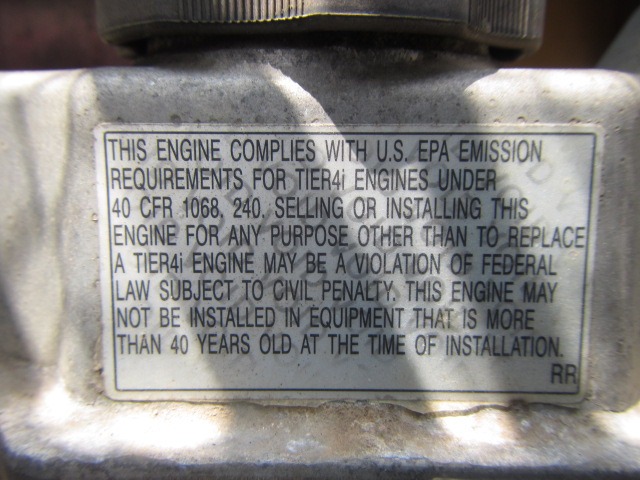 THIS ENGINE COMPLIES WITH U.S. EPA EMISSION
REQUIREMENTS FOR TIER4i ENGINES UNDER
40 CFR 1068. 240. SELLING OR INSTALLING THIS
ENGINE FOR ANY PURPOSE OTHER THAN TO REPLACE
A TIER4i ENGINE MAY BE A VIOLATION OF FEDERAL
LAW SUBJECT TO CIVIL PENALTY. THIS ENGINE MAY
NOT BE INSTALLED IN EQUIPMENT THAT IS MORE
THAN 40 YEARS OLD AT THE TIME OF INSTALLATION.
RR